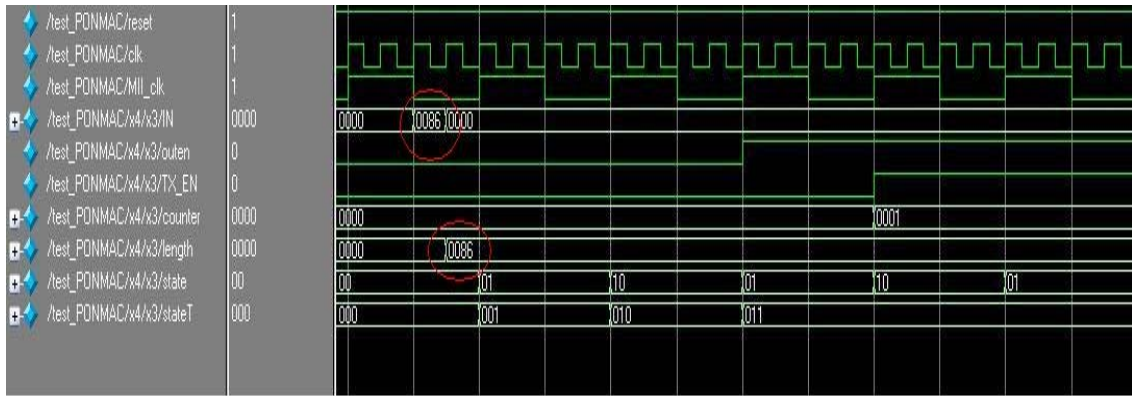 /test_PONMAC/reset 1
/test_PONMAC/clk 1
/test_PONMAC/MII_clk 1
/test_PONMAC/x4/x3/IN 0000 0000 0086 0000
/test_PONMAC/x4/x3/outen 0
/test_PONMAC/x4/x3/TX_EN 0
/test_PONMAC/x4/x3/counter 0000 0000 0001
/test_PONMAC/x4/x3/length 0000 0000 0086
/test_PONMAC/x4/x3/state 00 00 01 10 01 10 01
/test_PONMAC/x4/x3/stateT 000 000 001 010 011